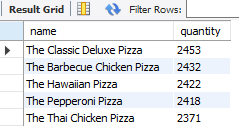 Result Grid Filter Rows:
name quantity
The Classic Deluxe Pizza 2453
The Barbecue Chicken Pizza 2432
The Hawaiian Pizza 2422
The Pepperoni Pizza 2418
The Thai Chicken Pizza 2371